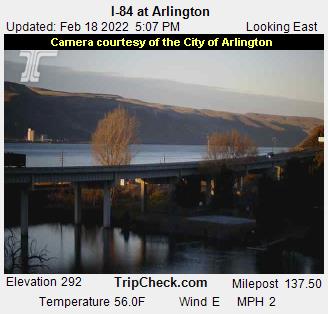 I-84 at Arlington
Updated: Feb 18 2022 5:07 PM Looking East
Camera courtesy of the City of Arlington
Elevation 292 TripCheck.com Milepost 137.50
Temperature 56.0F Wind E MPH 2